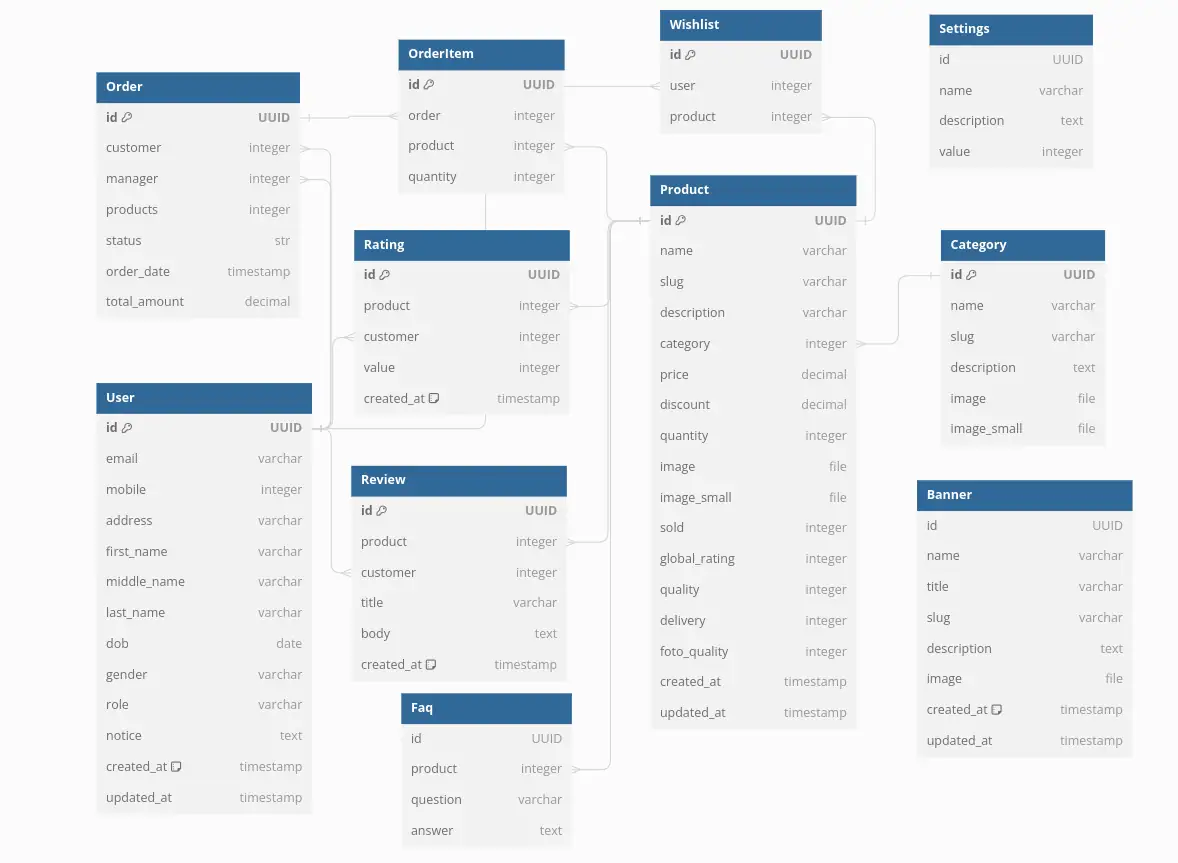 Order
id UUID
customer integer
manager integer
products integer
status str
order_date timestamp
total_amount decimal
OrderItem
id UUID
order integer
product integer
quantity integer
Wishlist
id UUID
user integer
product integer
Settings
id UUID
name varchar
description text
value integer
Rating
id UUID
product integer
customer integer
value integer
created_at timestamp
Product
id UUID
name varchar
slug varchar
description varchar
category integer
price decimal
discount decimal
quantity integer
image file
image_small file
sold integer
global_rating integer
quality integer
delivery integer
foto_quality integer
created_at timestamp
updated_at timestamp
Category
id UUID
name varchar
slug varchar
description text
image file
image_small file
User
id UUID
email varchar
mobile integer
address varchar
first_name varchar
middle_name varchar
last_name varchar
dob date
gender varchar
role varchar
notice text
created_at timestamp
updated_at timestamp
Review
id UUID
product integer
customer integer
title varchar
body text
created_at timestamp
Banner
id UUID
name varchar
title varchar
slug varchar
description text
image file
created_at timestamp
updated_at timestamp
Faq
id UUID
product integer
question varchar
answer text